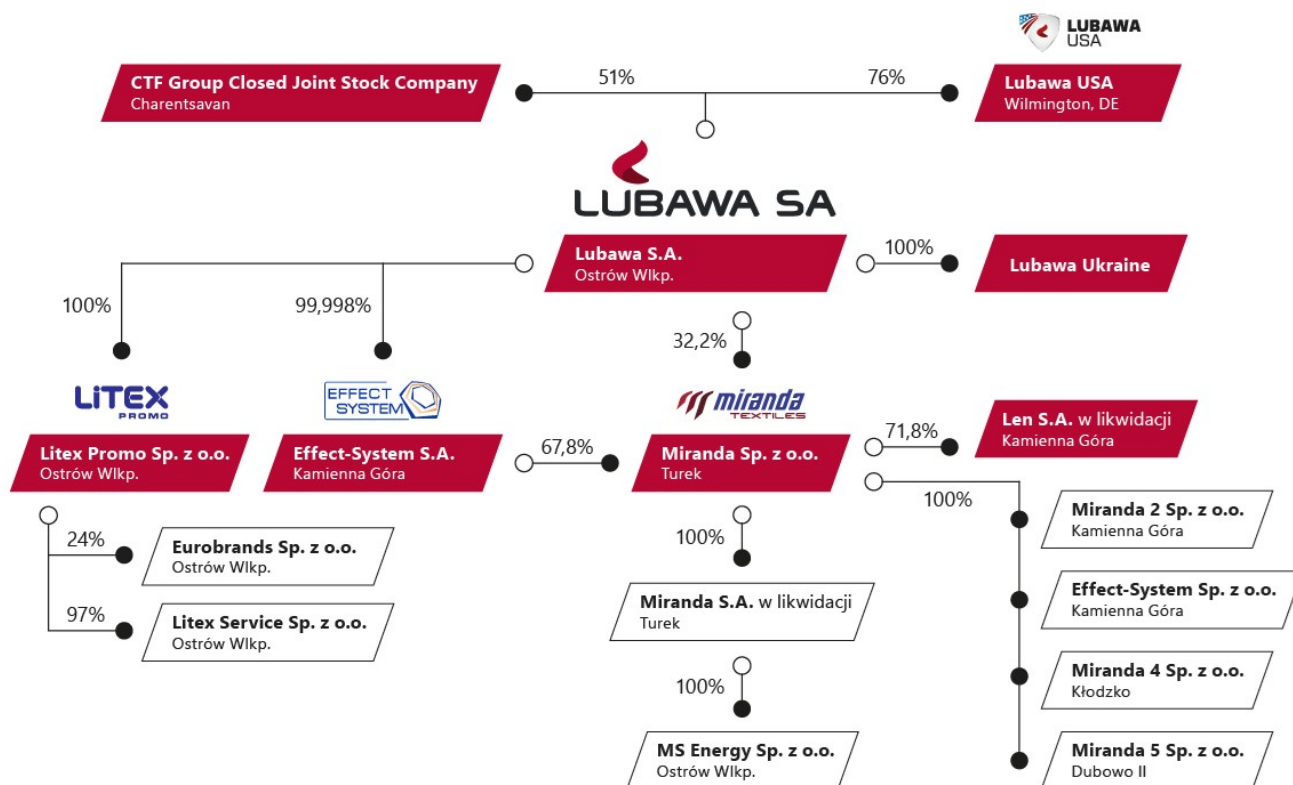 LUBAWA
USA
CTF Group Closed Joint Stock Company
Charentsavan
51%
76%
Lubawa USA
Wilmington, DE
LUBAWA SA
Lubawa S.A.
Ostrów Wlkp.
100%
Lubawa Ukraine
100%
99,998%
32,2%
LiTEX
PROMO
EFFECT
SYSTEM
miranda
TEXTILES
Litex Promo Sp. z o.o.
Ostrów Wlkp.
Effect-System S.A.
Kamienna Góra
67,8%
Miranda Sp. z o.o.
Turek
71,8%
Len S.A. w likwidacji
Kamienna Góra
100%
24%
Eurobrands Sp. z o.o.
Ostrów Wlkp.
97%
Litex Service Sp. z o.o.
Ostrów Wlkp.
100%
Miranda S.A. w likwidacji
Turek
100%
MS Energy Sp. z o.o.
Ostrów Wlkp.
Miranda 2 Sp. z o.o.
Kamienna Góra
Effect-System Sp. z o.o.
Kamienna Góra
Miranda 4 Sp. z o.o.
Kłodzko
Miranda 5 Sp. z o.o.
Dubowo II